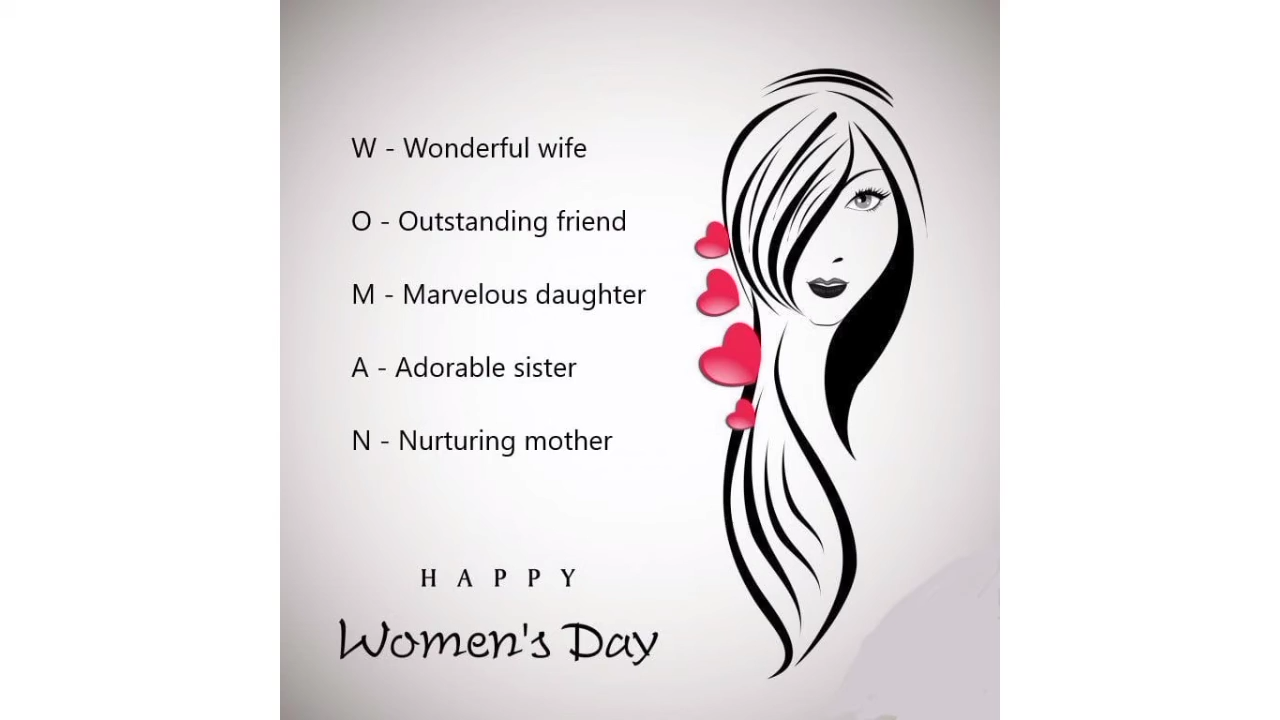 W - Wonderful wife
O - Outstanding friend
M - Marvelous daughter
A - Adorable sister
N - Nurturing mother
HAPPY
Women's Day